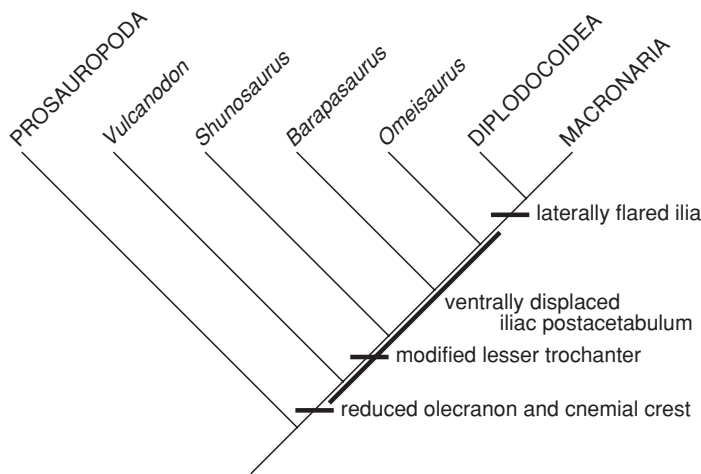 PROSAUROPODA
Vulcanodon
Shunosaurus
Barapasaurus
Omeisaurus
DIPLODOCOIDEA
MACRONARIA
laterally flared ilia
ventrally displaced
iliac postacetabulum
modified lesser trochanter
reduced olecranon and cnemial crest